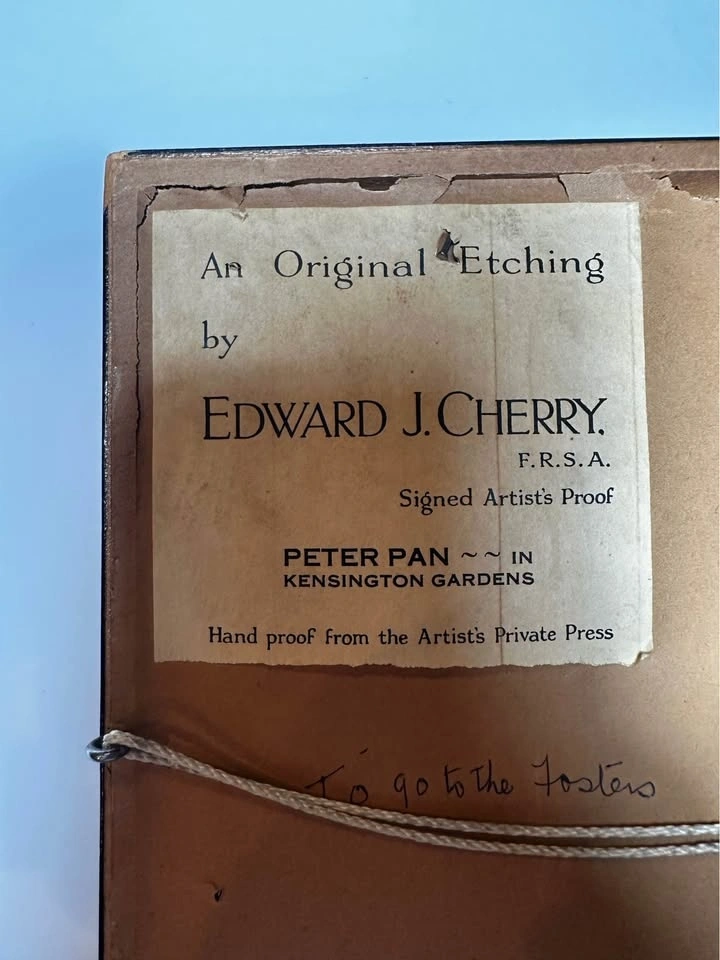 An Original Etching
by
EDWARD J. CHERRY.
F.R.S.A.
Signed Artist's Proof
PETER PAN ~ ~ IN
KENSINGTON GARDENS
Hand proof from the Artist's Private Press
To go to the Fosters